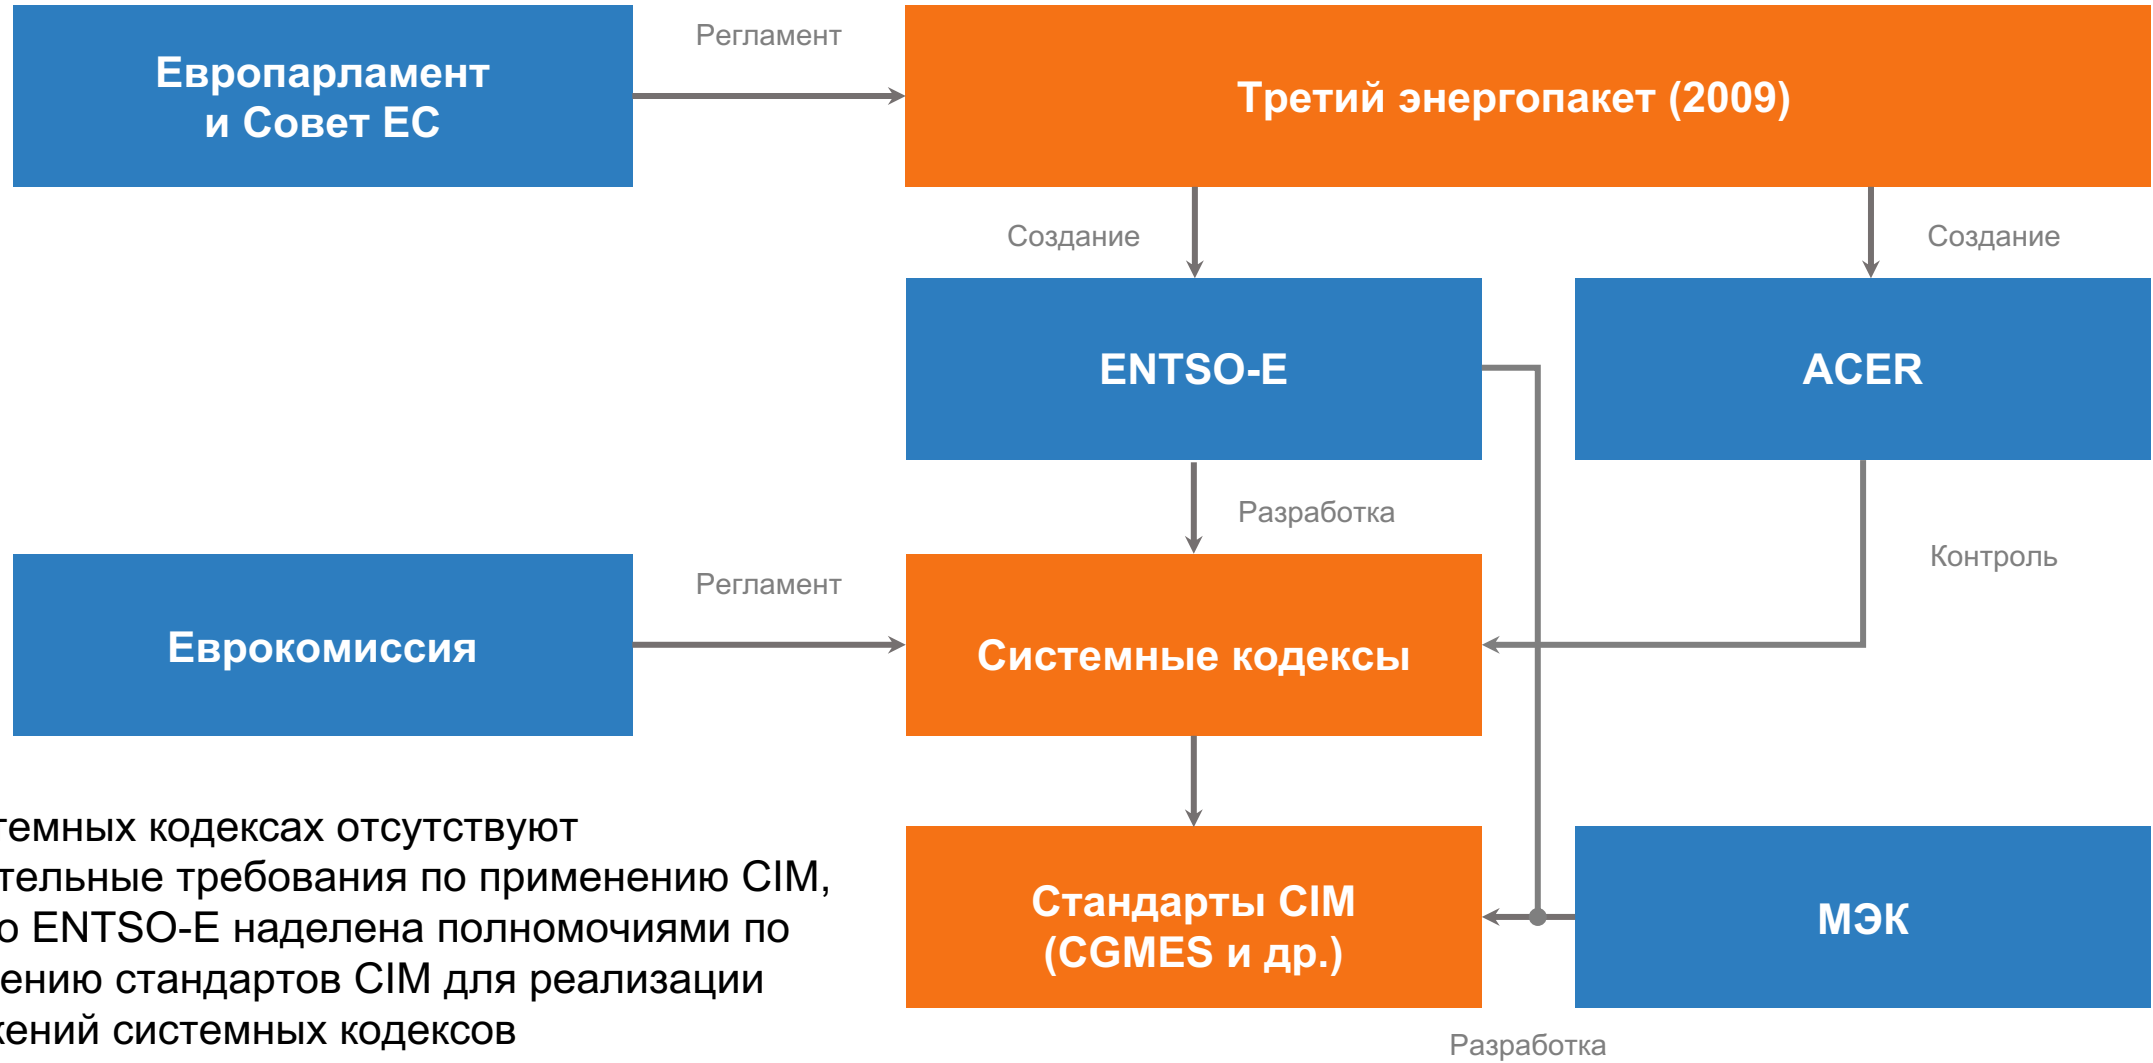 Регламент
Европарламент
и Совет ЕС
Третий энергопакет (2009)
Создание
Создание
ENTSO-E
ACER
Разработка
Контроль
Регламент
Еврокомиссия
Системные кодексы
темных кодексах отсутствуют
тельные требования по применению CIM,
о ENTSO-E наделена полномочиями по
ению стандартов CIM для реализации
жений системных кодексов
Стандарты CIM
(CGMES и др.)
МЭК
Разработка